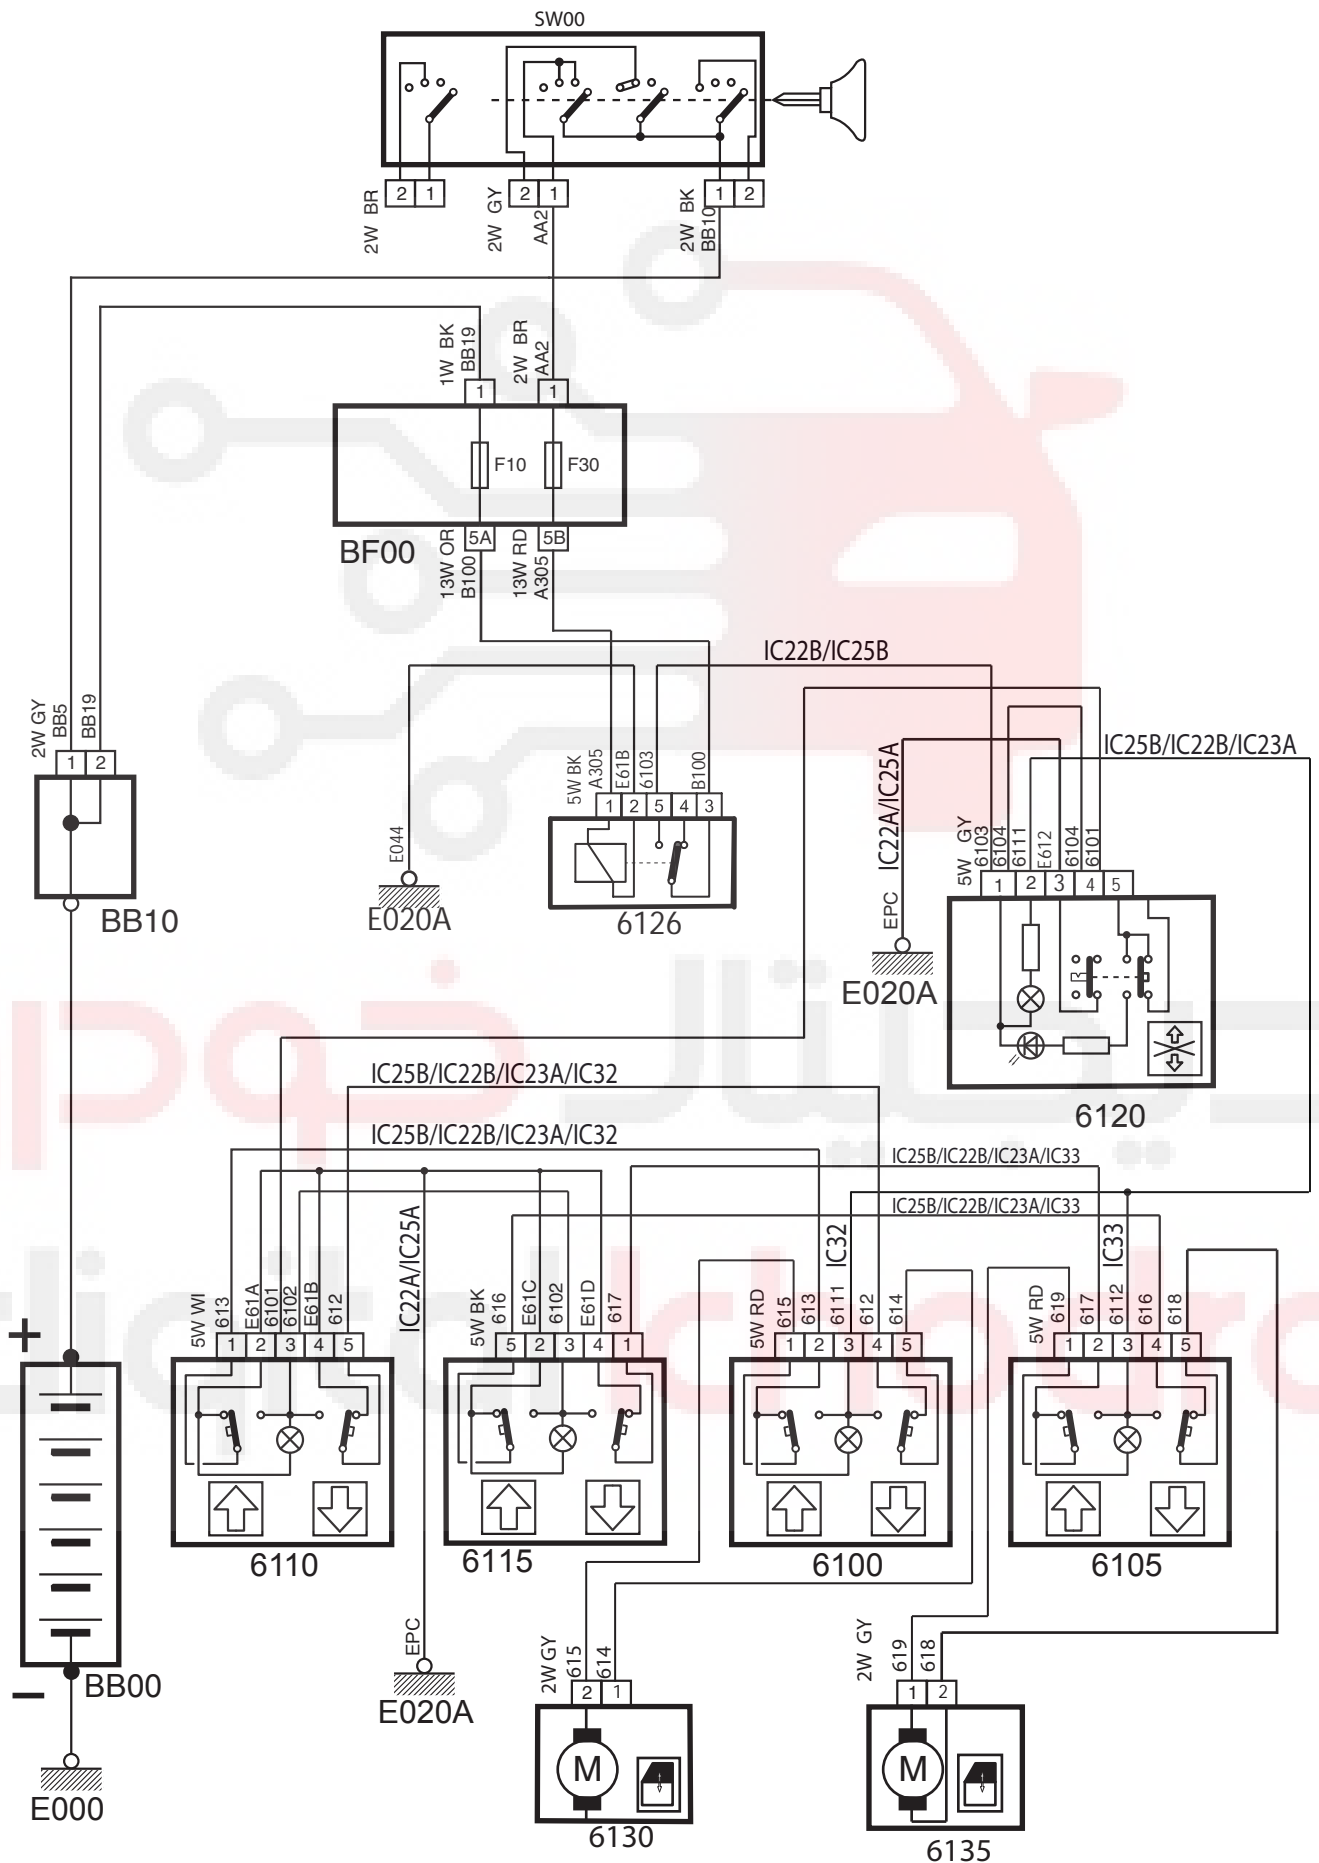 SW00
2 1
2 1
1 2
2W BR
2W GY
AA2
2W BK
BB10
1W BK
BB19
2W BR
AA2
1
1
F10
F30
BF00
5A
5B
13W OR
B100
13W RD
A305
IC22B/IC25B
2W GY
BB5
BB19
1 2
BB10
IC25B/IC22B/IC23A
5W BK
A305
E61B
6103
B100
1 2 5 4 3
6126
E044
E020A
IC22A/IC25A
EPC
E020A
5W GY
6103
6104
6111
E612
6104
6101
1 2 3 4 5
6120
IC25B/IC22B/IC23A/IC32
IC25B/IC22B/IC23A/IC32
IC25B/IC22B/IC23A/IC33
IC25B/IC22B/IC23A/IC33
IC22A/IC25A
IC32
IC33
5W WI
613
E61A
6101
6102
E61B
612
1 2 3 4 5
6110
5W BK
616
E61C
6102
E61D
617
5 2 3 4 1
6115
5W RD
615
613
6111
612
614
1 2 3 4 5
6100
5W RD
619
617
6112
616
618
1 2 3 4 5
6105
+
–
BB00
E000
EPC
E020A
2W GY
615
614
2 1
M
6130
2W GY
619
618
1 2
M
6135
دیجیتال خودرو